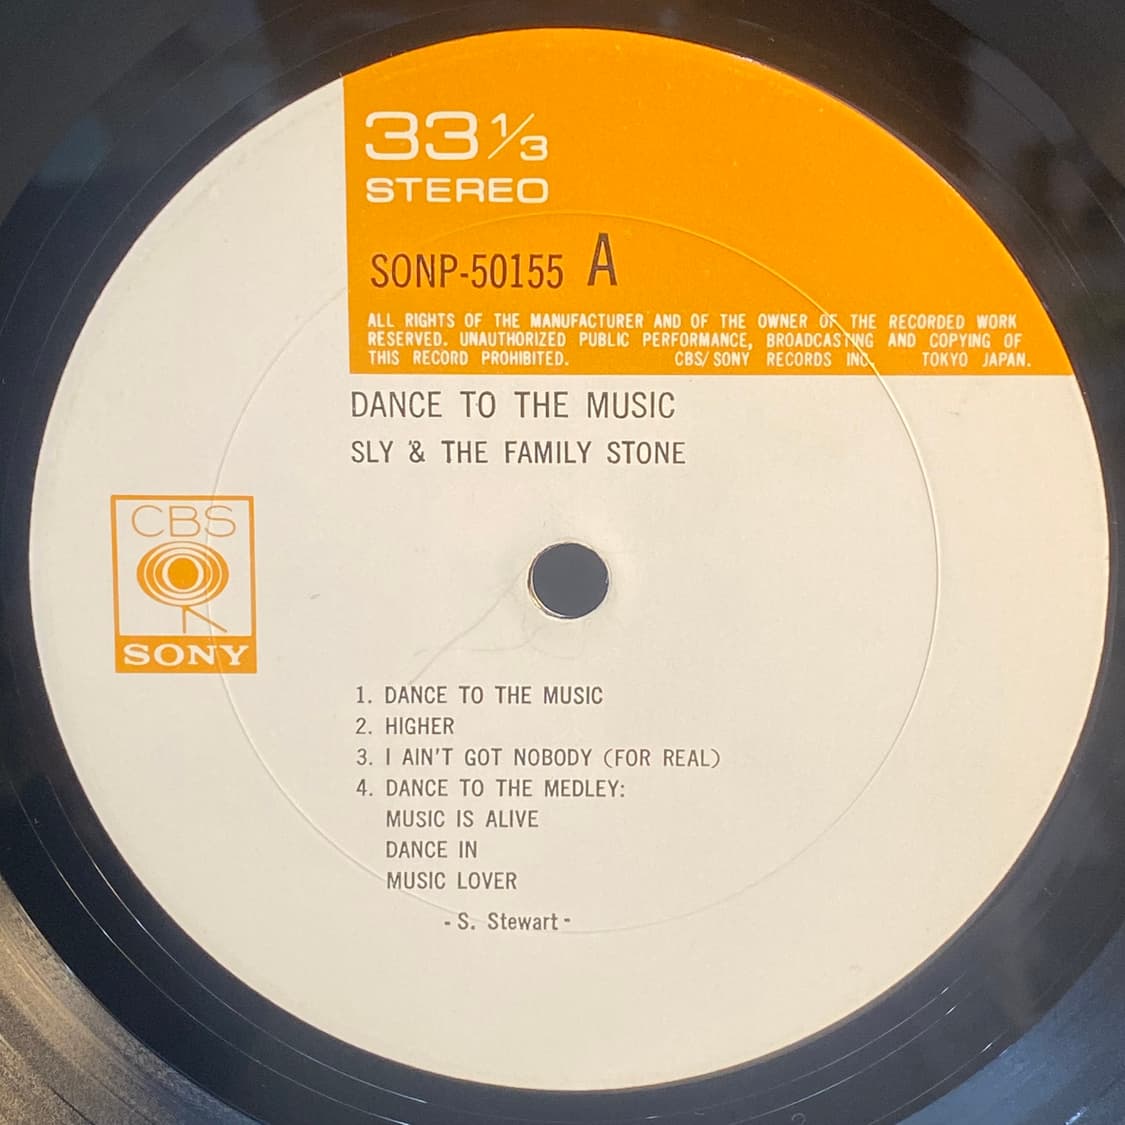 33 1/3
STEREO
SONP-50155 A
ALL RIGHTS OF THE MANUFACTURER AND OF THE OWNER OF THE RECORDED WORK
RESERVED. UNAUTHORIZED PUBLIC PERFORMANCE, BROADCASTING AND COPYING OF
THIS RECORD PROHIBITED. CBS/SONY RECORDS INC. TOKYO JAPAN.
DANCE TO THE MUSIC
SLY & THE FAMILY STONE
CBS
SONY
1. DANCE TO THE MUSIC
2. HIGHER
3. I AIN'T GOT NOBODY (FOR REAL)
4. DANCE TO THE MEDLEY:
MUSIC IS ALIVE
DANCE IN
MUSIC LOVER
- S. Stewart -